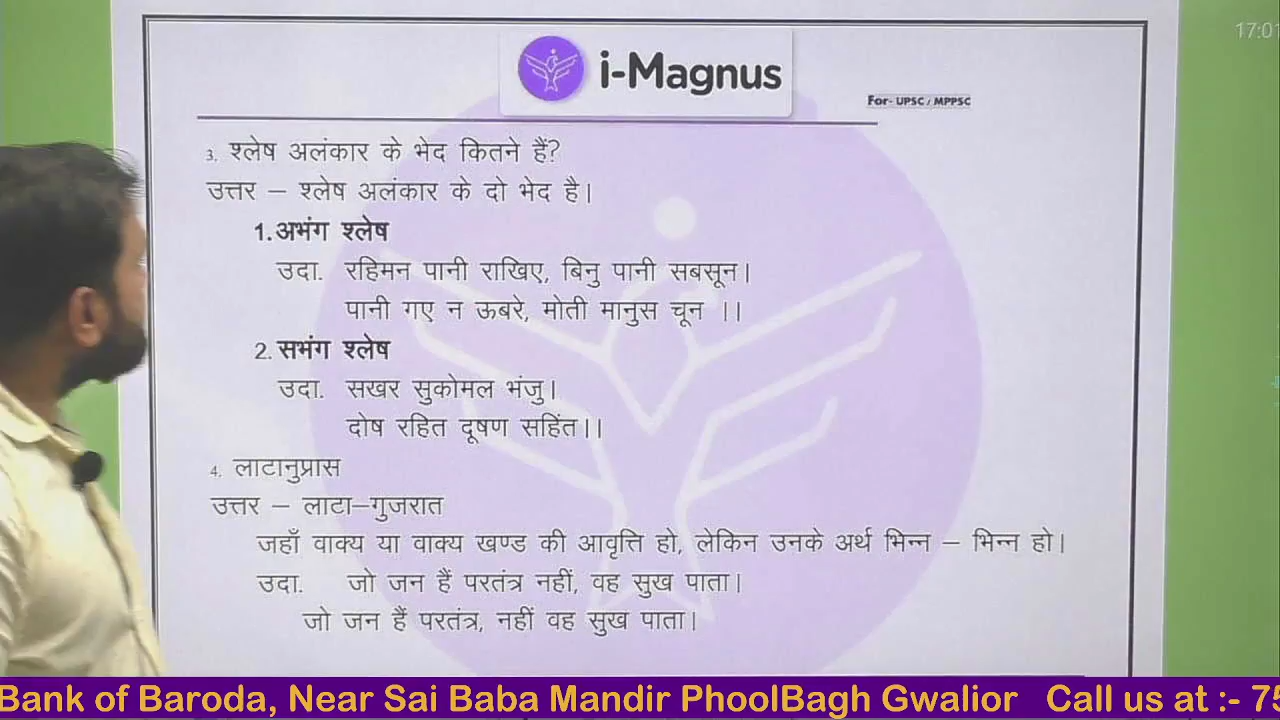 17:01
i-Magnus
For- UPSC / MPPSC
3. श्लेष अलंकार के भेद कितने हैं?
उत्तर – श्लेष अलंकार के दो भेद है।
1. अभंग श्लेष
उदा. रहिमन पानी राखिए, बिनु पानी सबसून।
पानी गए न ऊबरे, मोती मानुस चून ।।
2. सभंग श्लेष
उदा. सखर सुकोमल भंजु।
दोष रहित दूषण सहिंत।।
4. लाटानुप्रास
उत्तर – लाटा–गुजरात
जहाँ वाक्य या वाक्य खण्ड की आवृत्ति हो, लेकिन उनके अर्थ भिन्न – भिन्न हो।
उदा. जो जन हैं परतंत्र नहीं, वह सुख पाता।
जो जन हैं परतंत्र, नहीं वह सुख पाता।
Bank of Baroda, Near Sai Baba Mandir PhoolBagh Gwalior Call us at :- 75